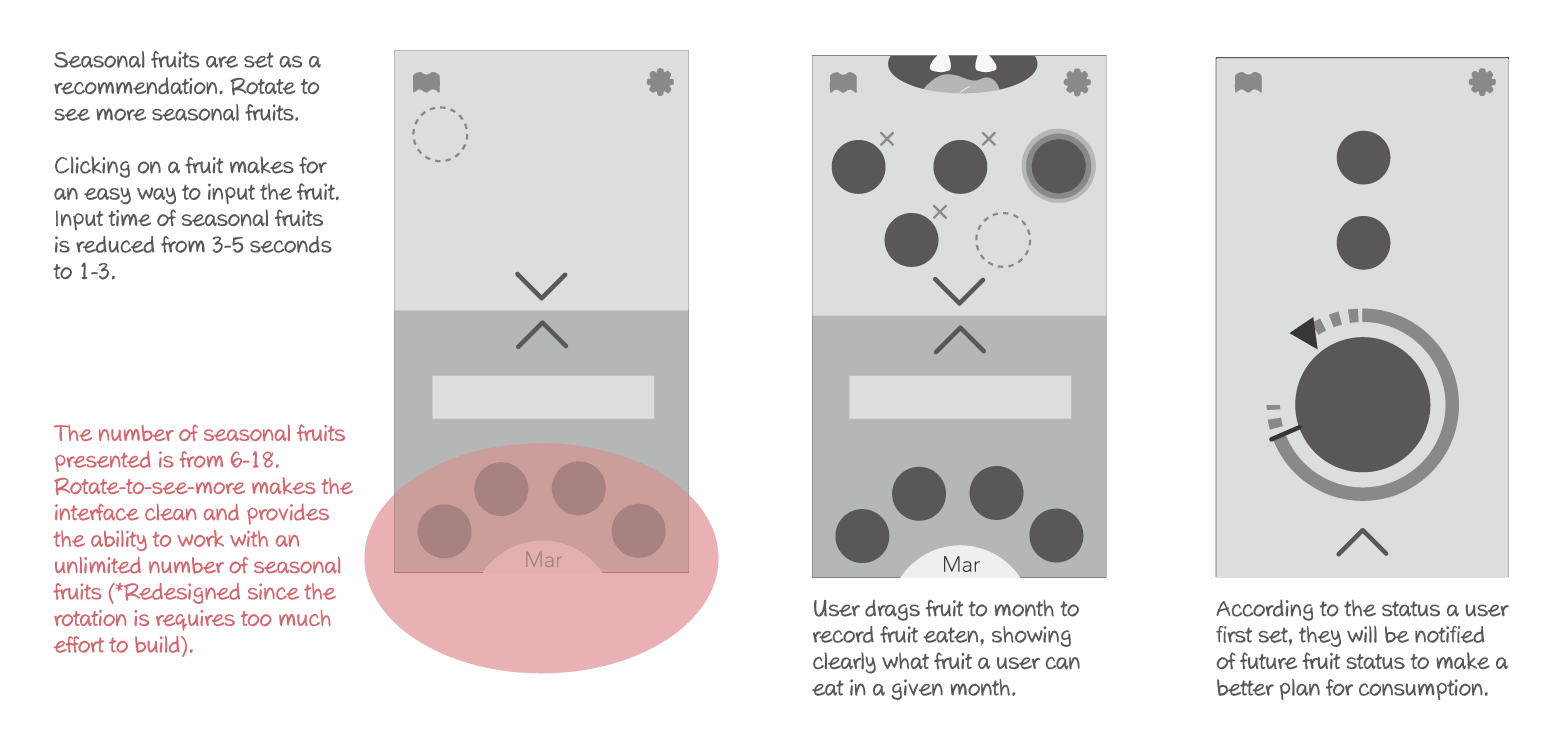 Seasonal fruits are set as a
recommendation. Rotate to
see more seasonal fruits.
Clicking on a fruit makes for
an easy way to input the fruit.
Input time of seasonal fruits
is reduced from 3-5 seconds
to 1-3.
The number of seasonal fruits
presented is from 6-18.
Rotate-to-see-more makes the
interface clean and provides
the ability to work with an
unlimited number of seasonal
fruits (*Redesigned since the
rotation is requires too much
effort to build).
Mar
Mar
User drags fruit to month to
record fruit eaten, showing
clearly what fruit a user can
eat in a given month.
According to the status a user
first set, they will be notified
of future fruit status to make a
better plan for consumption.